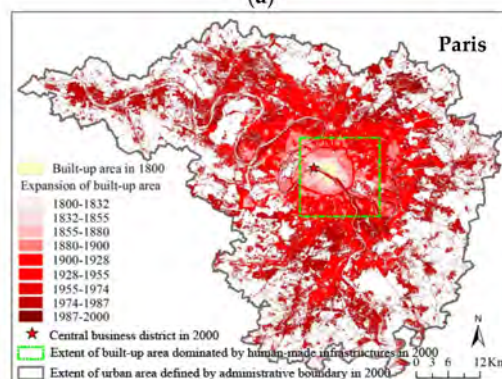 (a)
Paris
Built-up area in 1800
Expansion of built-up area
1800-1832
1832-1855
1855-1880
1880-1900
1900-1928
1928-1955
1955-1974
1974-1987
1987-2000
Central business district in 2000
Extent of built-up area dominated by human-made infrastructures in 2000
Extent of urban area defined by administrative boundary in 2000
N
0 3 6 12Km